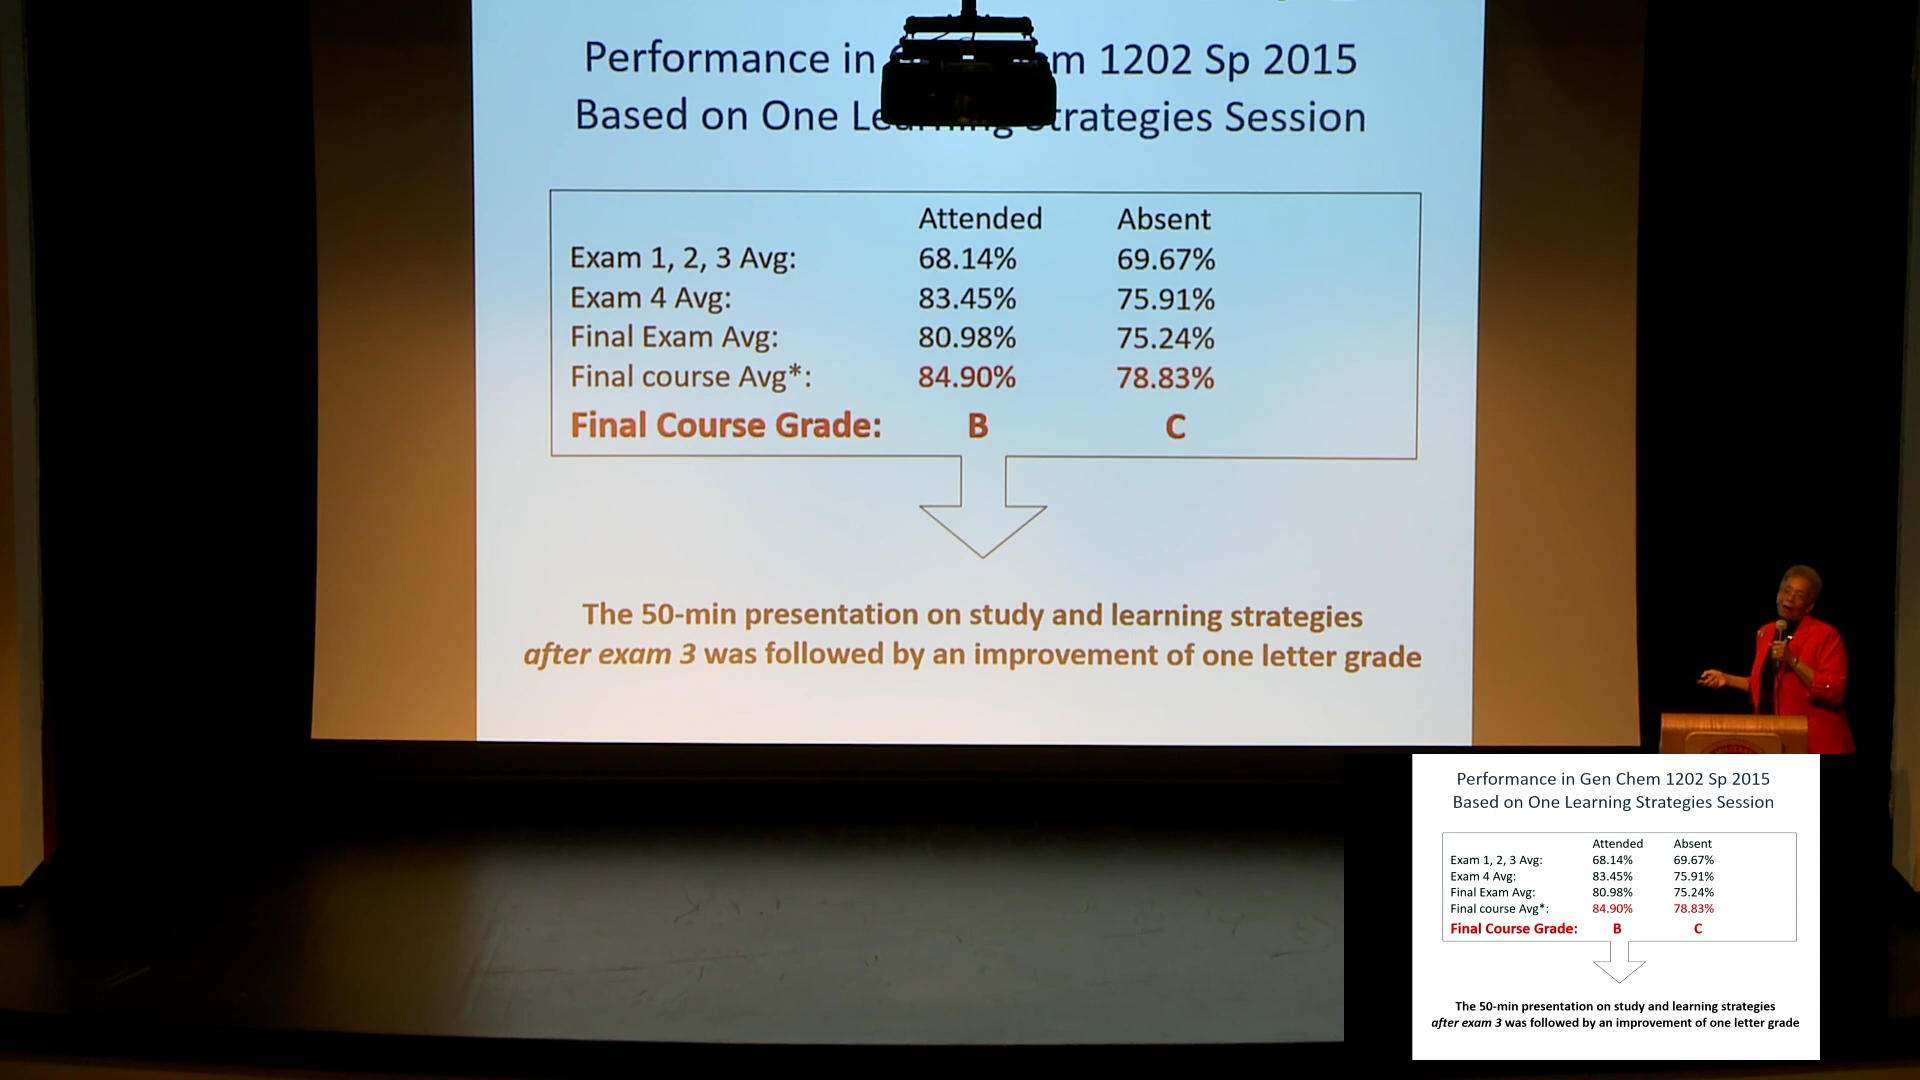 Performance in m 1202 Sp 2015
Based on One Learning Strategies Session
Attended Absent
Exam 1, 2, 3 Avg: 68.14% 69.67%
Exam 4 Avg: 83.45% 75.91%
Final Exam Avg: 80.98% 75.24%
Final course Avg*: 84.90% 78.83%
Final Course Grade: B C
The 50-min presentation on study and learning strategies
after exam 3 was followed by an improvement of one letter grade
Performance in Gen Chem 1202 Sp 2015
Based on One Learning Strategies Session
Attended Absent
Exam 1, 2, 3 Avg: 68.14% 69.67%
Exam 4 Avg: 83.45% 75.91%
Final Exam Avg: 80.98% 75.24%
Final course Avg*: 84.90% 78.83%
Final Course Grade: B C
The 50-min presentation on study and learning strategies
after exam 3 was followed by an improvement of one letter grade